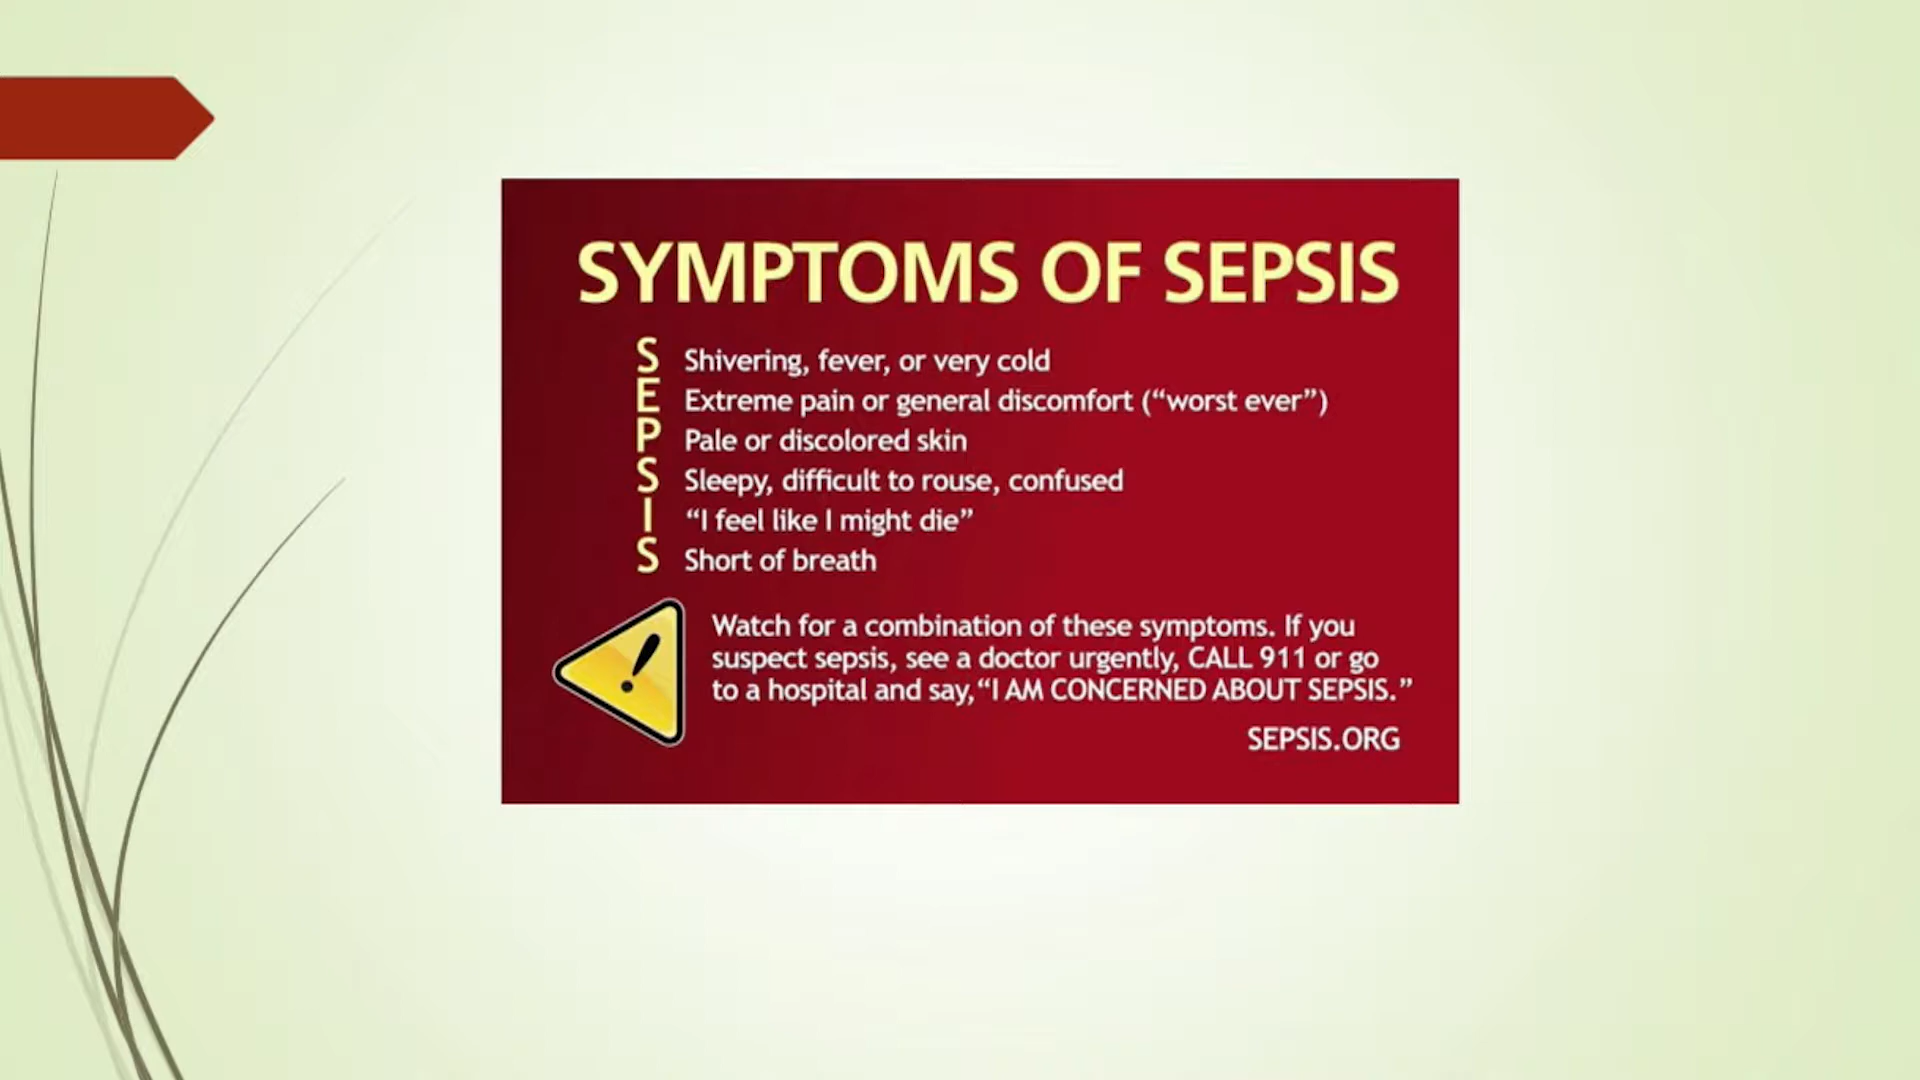 SYMPTOMS OF SEPSIS
S Shivering, fever, or very cold
E Extreme pain or general discomfort (“worst ever”)
P Pale or discolored skin
S Sleepy, difficult to rouse, confused
I “I feel like I might die”
S Short of breath
!
Watch for a combination of these symptoms. If you
suspect sepsis, see a doctor urgently, CALL 911 or go
to a hospital and say,“I AM CONCERNED ABOUT SEPSIS.”
SEPSIS.ORG